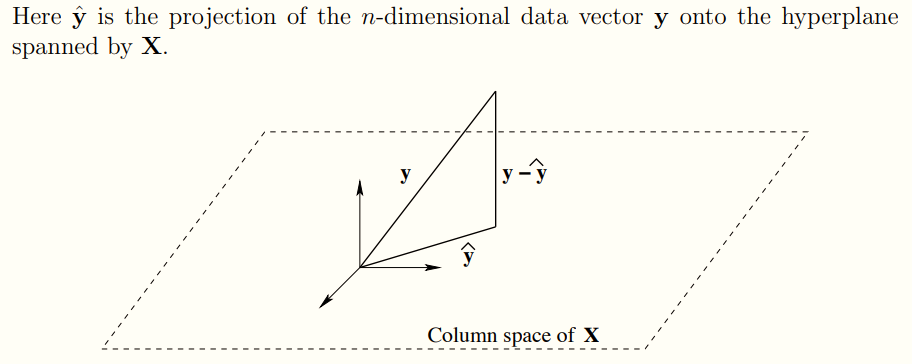 Here ŷ is the projection of the n-dimensional data vector y onto the hyperplane
spanned by X.
y
y − ŷ
ŷ
Column space of X